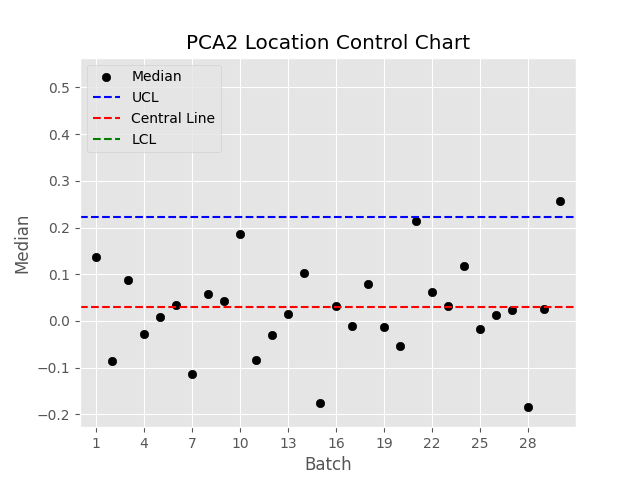 PCA2 Location Control Chart
Median
UCL
Central Line
LCL
0.5
0.4
0.3
0.2
0.1
0.0
−0.1
−0.2
Median
1 4 7 10 13 16 19 22 25 28
Batch